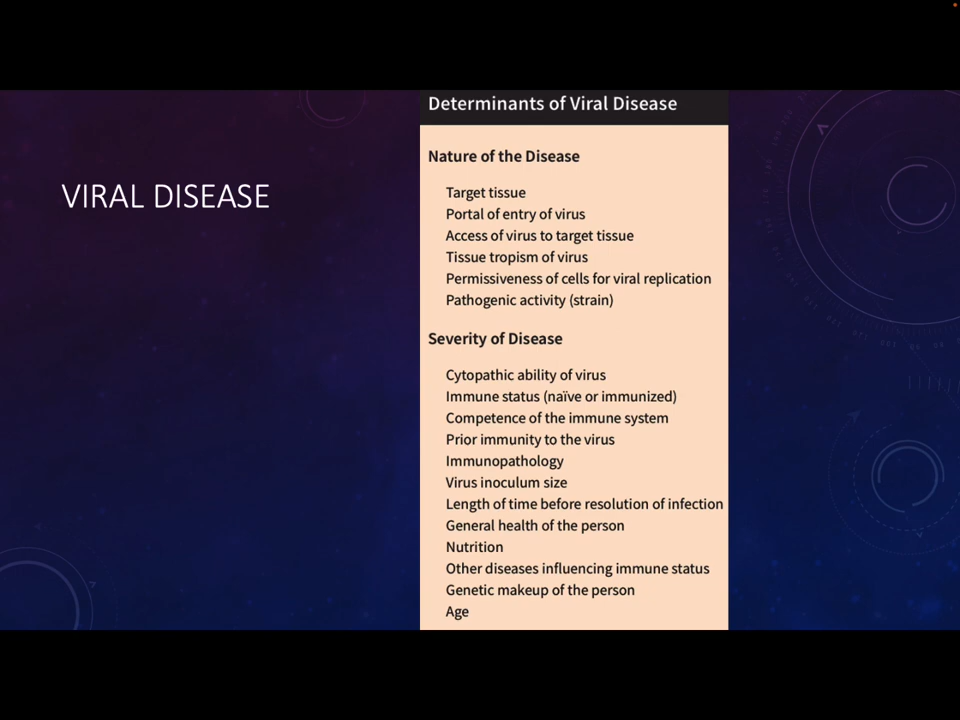 VIRAL DISEASE
Determinants of Viral Disease
Nature of the Disease
Target tissue
Portal of entry of virus
Access of virus to target tissue
Tissue tropism of virus
Permissiveness of cells for viral replication
Pathogenic activity (strain)
Severity of Disease
Cytopathic ability of virus
Immune status (naïve or immunized)
Competence of the immune system
Prior immunity to the virus
Immunopathology
Virus inoculum size
Length of time before resolution of infection
General health of the person
Nutrition
Other diseases influencing immune status
Genetic makeup of the person
Age